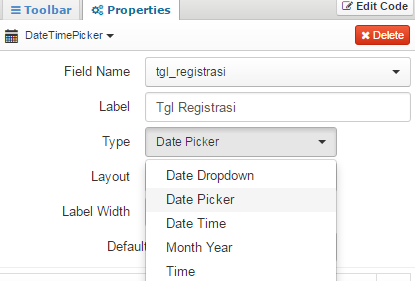 Toolbar Properties Edit Code
DateTimePicker Delete
Field Name tgl_registrasi
Label Tgl Registrasi
Type Date Picker
Layout Date Dropdown
Date Picker
Label Width Date Time
Default Month Year
Time